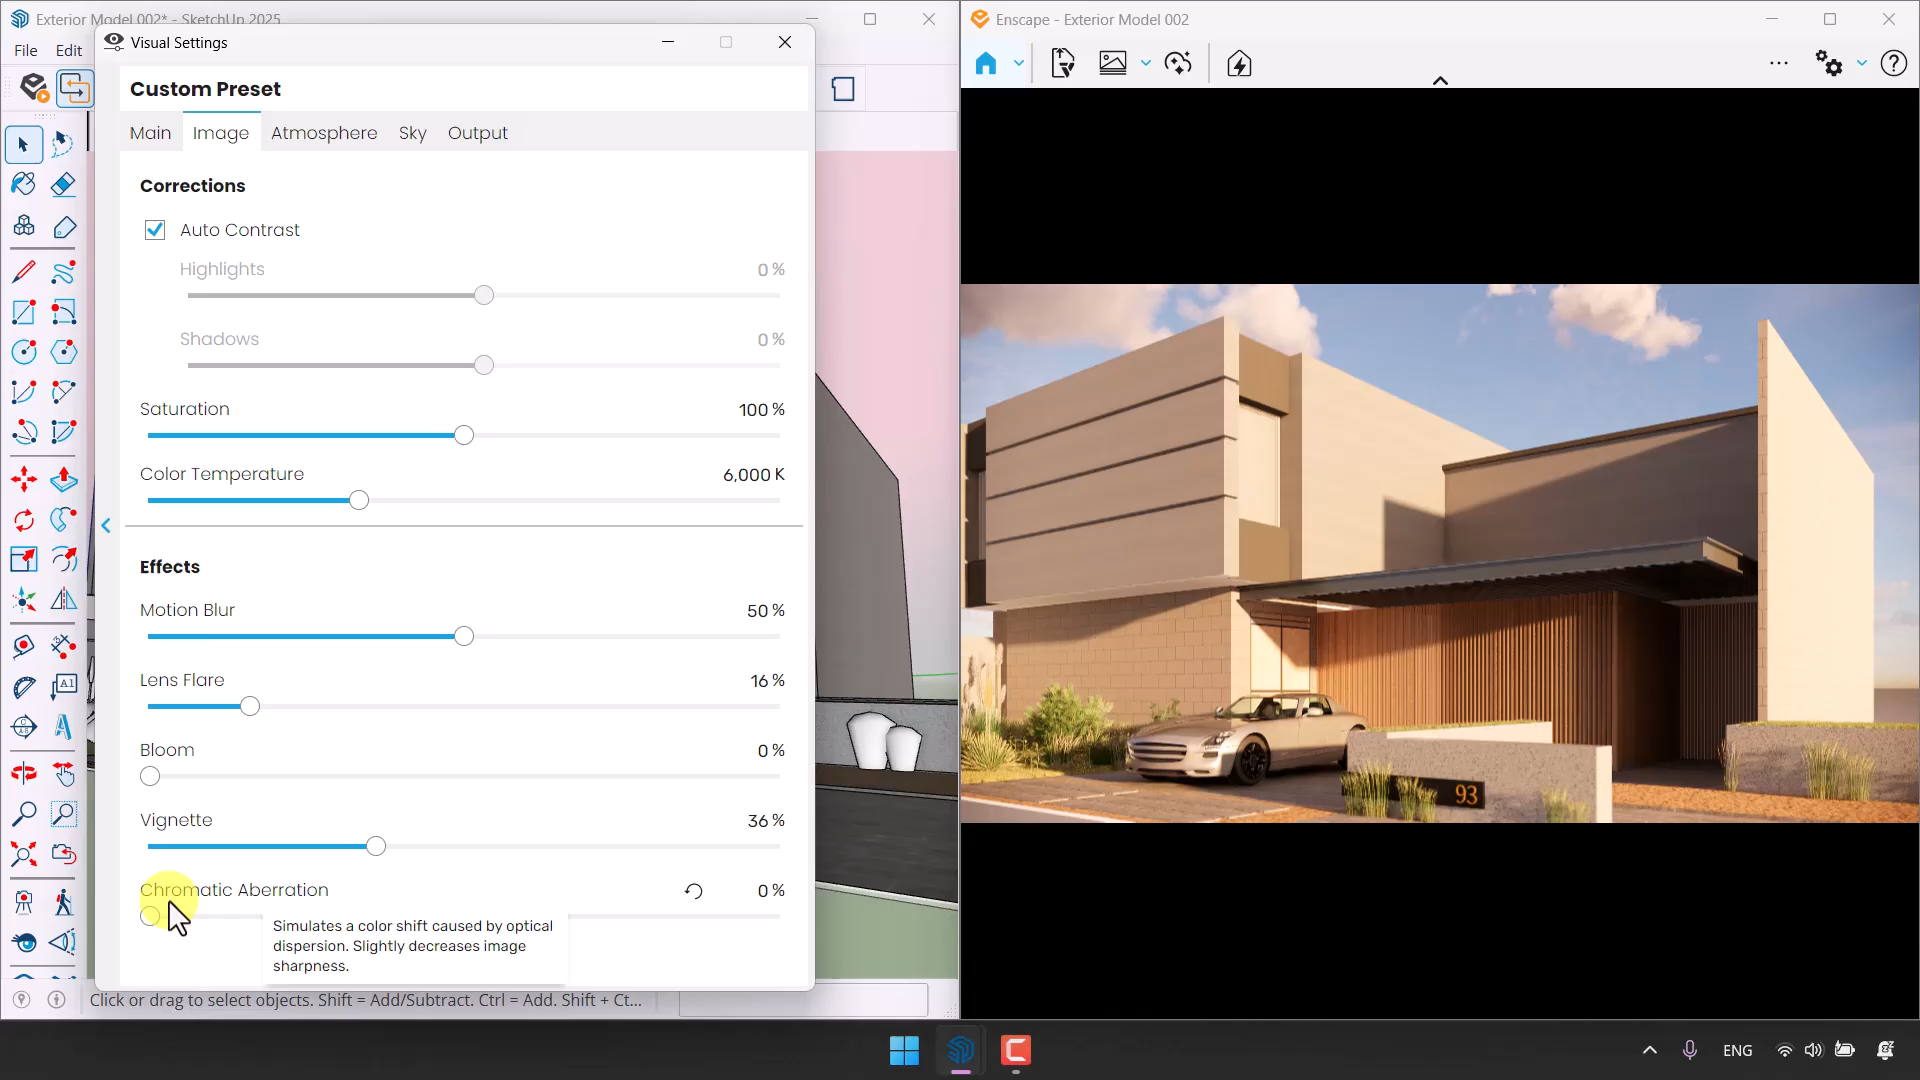 Exterior Model 002* - SketchUp 2025
File Edit
Visual Settings
Custom Preset
Main Image Atmosphere Sky Output
Corrections
Auto Contrast
Highlights 0 %
Shadows 0 %
Saturation 100 %
Color Temperature 6,000 K
Effects
Motion Blur 50 %
Lens Flare 16 %
Bloom 0 %
Vignette 36 %
Chromatic Aberration 0 %
Simulates a color shift caused by optical
dispersion. Slightly decreases image
sharpness.
Click or drag to select objects. Shift = Add/Subtract. Ctrl = Add. Shift + Ct...
Enscape - Exterior Model 002
93
ENG